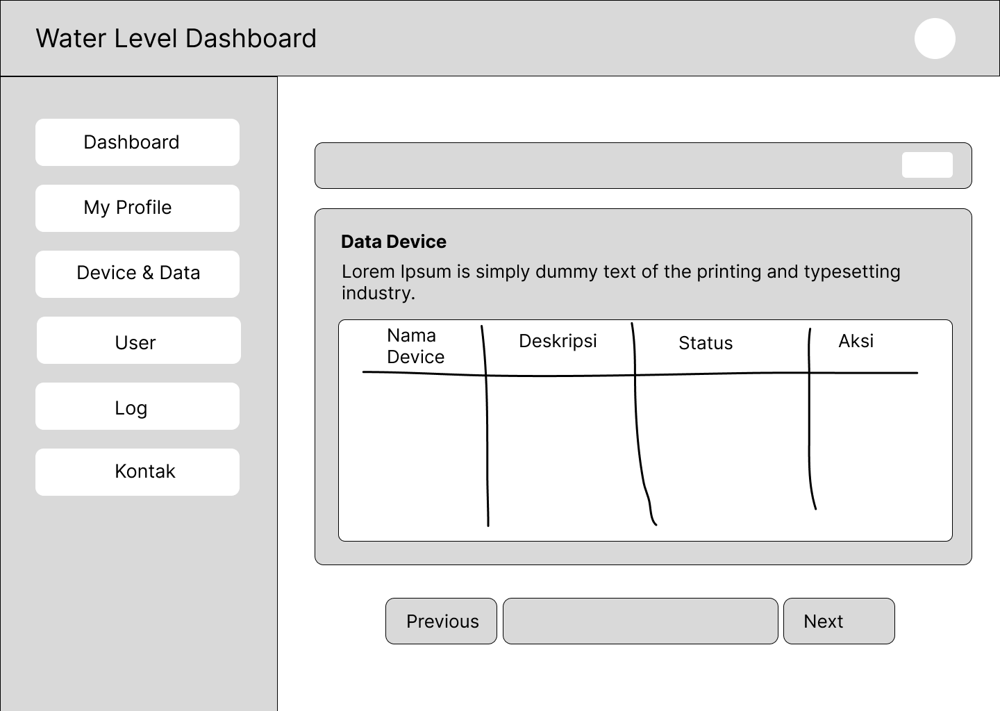 Water Level Dashboard
Dashboard
My Profile
Device & Data
User
Log
Kontak
Data Device
Lorem Ipsum is simply dummy text of the printing and typesetting
industry.
Nama
Device
Deskripsi
Status
Aksi
Previous
Next